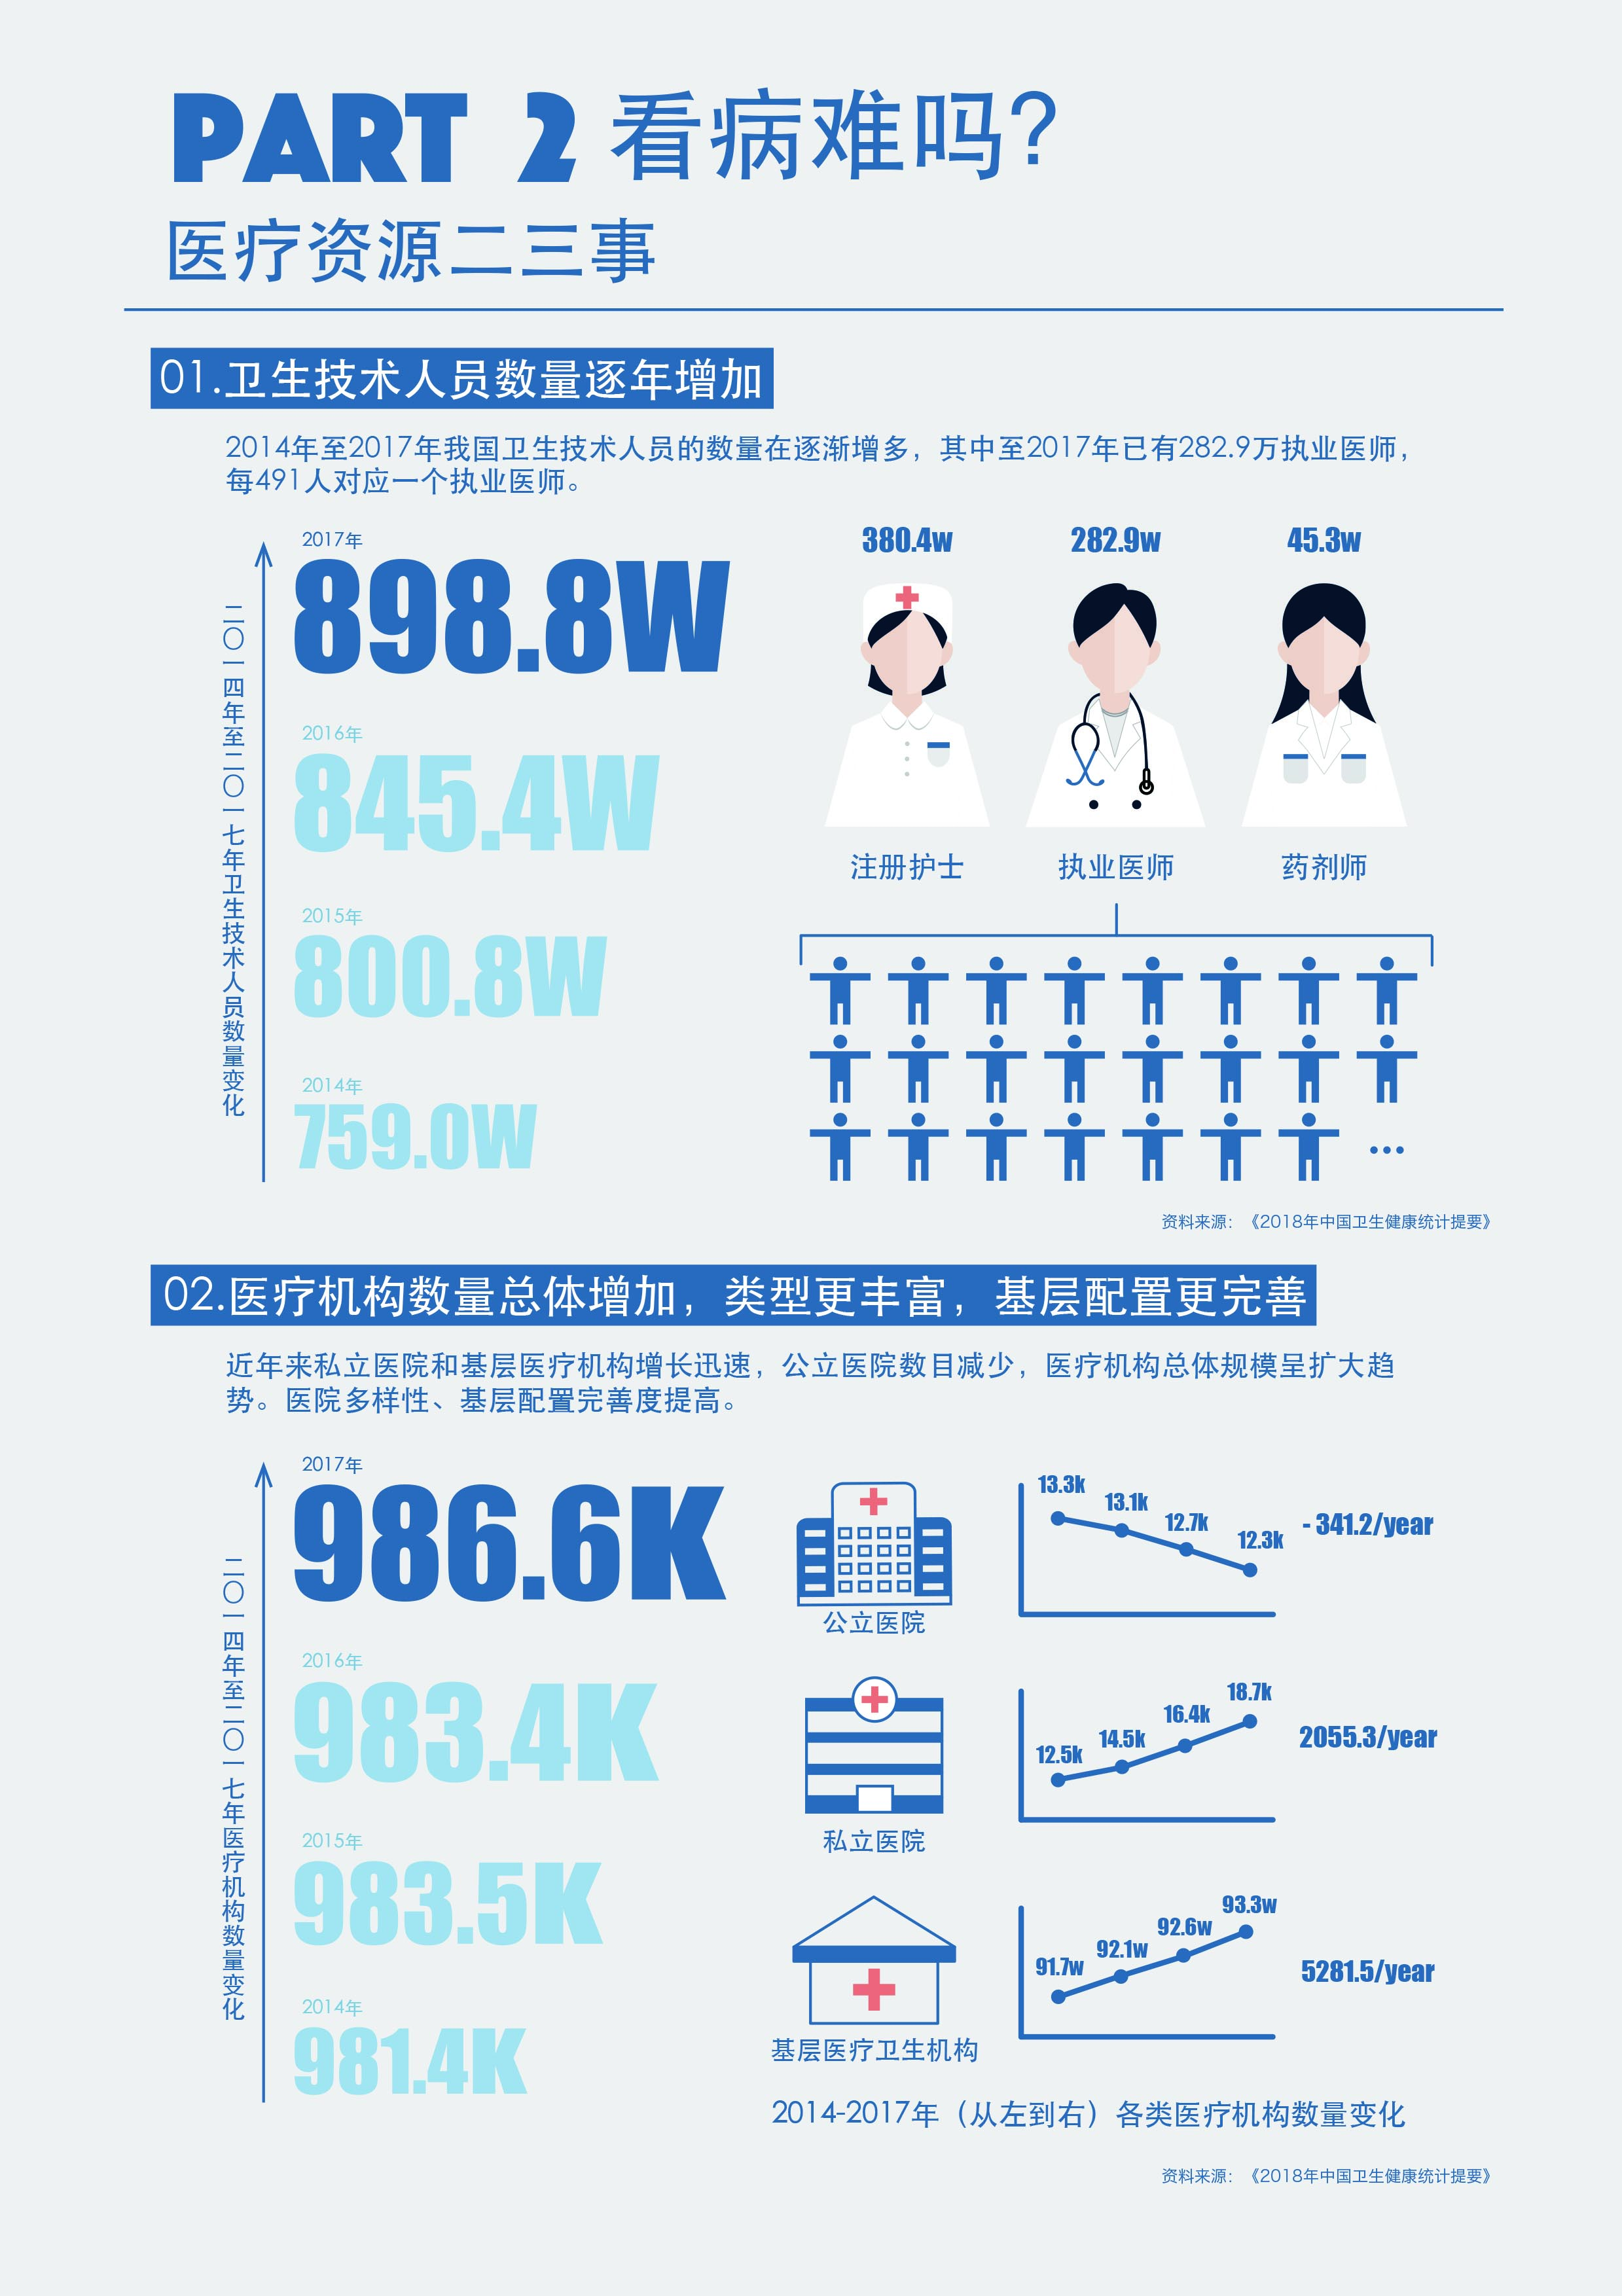 PART 2 看病难吗?
医疗资源二三事
01.卫生技术人员数量逐年增加
2014年至2017年我国卫生技术人员的数量在逐渐增多，其中至2017年已有282.9万执业医师，
每491人对应一个执业医师。
二〇一四年至二〇一七年卫生技术人员数量变化
2017年
898.8W
2016年
845.4W
2015年
800.8W
2014年
759.0W
380.4w
282.9w
45.3w
注册护士
执业医师
药剂师
...
资料来源：《2018年中国卫生健康统计提要》
02.医疗机构数量总体增加，类型更丰富，基层配置更完善
近年来私立医院和基层医疗机构增长迅速，公立医院数目减少，医疗机构总体规模呈扩大趋
势。医院多样性、基层配置完善度提高。
二〇一四年至二〇一七年医疗机构数量变化
2017年
986.6K
2016年
983.4K
2015年
983.5K
2014年
981.4K
公立医院
13.3k
13.1k
12.7k
12.3k
- 341.2/year
私立医院
12.5k
14.5k
16.4k
18.7k
2055.3/year
基层医疗卫生机构
91.7w
92.1w
92.6w
93.3w
5281.5/year
2014-2017年（从左到右）各类医疗机构数量变化
资料来源：《2018年中国卫生健康统计提要》